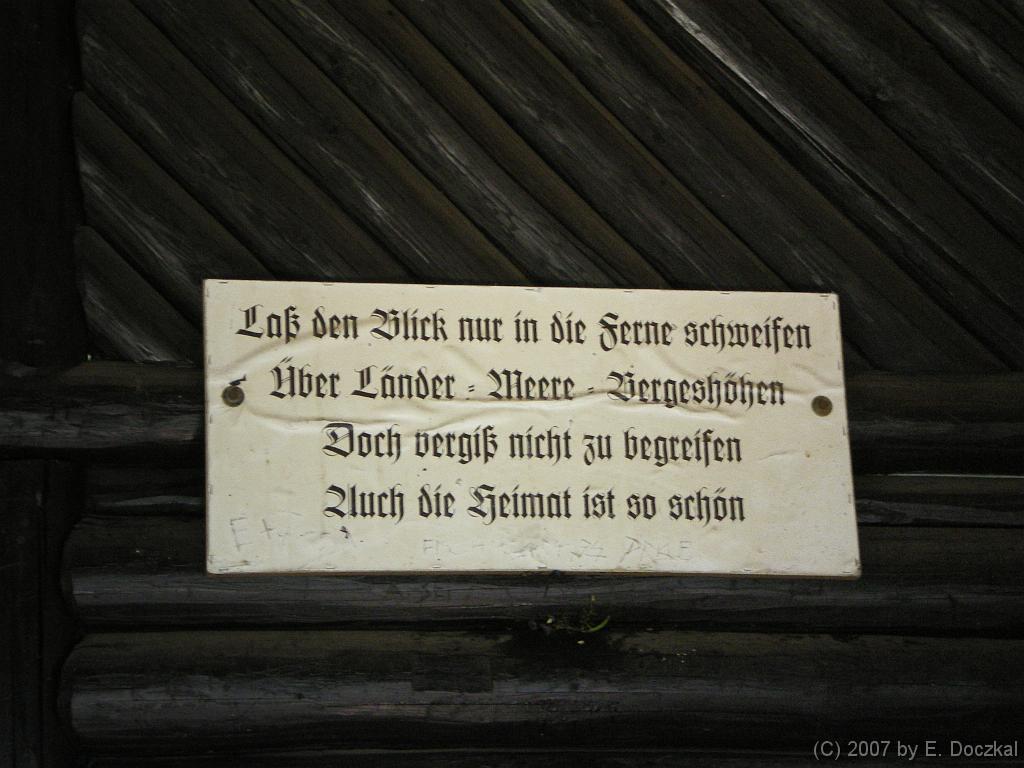 Laß den Blick nur in die Ferne schweifen
Über Länder - Meere - Bergeshöhen
Doch vergiß nicht zu begreifen
Auch die Heimat ist so schön
(C) 2007 by E. Doczkal